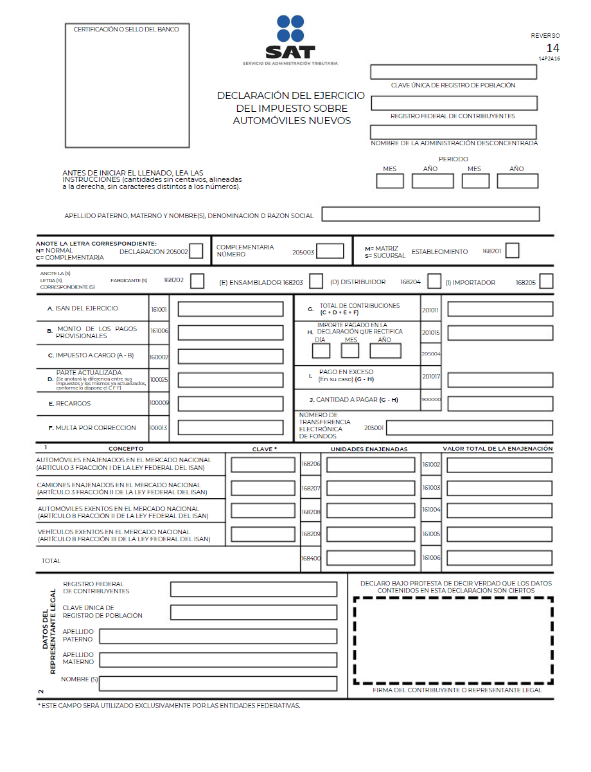 CERTIFICACIÓN O SELLO DEL BANCO
SAT
SERVICIO DE ADMINISTRACIÓN TRIBUTARIA
REVERSO
14
14P2A16
DECLARACIÓN DEL EJERCICIO
DEL IMPUESTO SOBRE
AUTOMÓVILES NUEVOS
CLAVE ÚNICA DE REGISTRO DE POBLACIÓN
REGISTRO FEDERAL DE CONTRIBUYENTES
NOMBRE DE LA ADMINISTRACIÓN DESCONCENTRADA
PERIODO
MES AÑO MES AÑO
ANTES DE INICIAR EL LLENADO, LEA LAS
INSTRUCCIONES (cantidades sin centavos, alineadas
a la derecha, sin caracteres distintos a los números).
APELLIDO PATERNO, MATERNO Y NOMBRE(S), DENOMINACION O RAZÓN SOCIAL
ANOTE LA LETRA CORRESPONDIENTE:
N= NORMAL
C= COMPLEMENTARIA
DECLARACIÓN 205002
COMPLEMENTARIA
NÚMERO
205003
M= MATRIZ
S= SUCURSAL
ESTABLECIMIENTO 168201
ANOTE LA (S)
LETRA (S)
CORRESPONDIENTE (S)
FABRICANTE (S) 168202
(E) ENSAMBLADOR 168203
(D) DISTRIBUIDOR 168204
(I) IMPORTADOR 168205
A. ISAN DEL EJERCICIO 161001
B. MONTO DE LOS PAGOS
PROVISIONALES
161006
C. IMPUESTO A CARGO (A - B) 160002
D. PARTE ACTUALIZADA
(Se anotará la diferencia entre sus
impuestos y los mismos ya actualizados,
conforme lo dispone el C F F)
100025
E. RECARGOS 100009
F. MULTA POR CORRECCIÓN 100013
G. TOTAL DE CONTRIBUCIONES
(C + D + E + F)
201011
H. IMPORTE PAGADO EN LA
DECLARACIÓN QUE RECTIFICA
201015
DÍA MES AÑO
205004
I. PAGO EN EXCESO
(En su caso) (G - H)
201017
J. CANTIDAD A PAGAR (G - H) 900000
NÚMERO DE
TRANSFERENCIA
ELECTRÓNICA
DE FONDOS
205001
1 CONCEPTO CLAVE * UNIDADES ENAJENADAS VALOR TOTAL DE LA ENAJENACIÓN
AUTOMÓVILES ENAJENADOS EN EL MERCADO NACIONAL
(ARTÍCULO 3 FRACCIÓN I DE LA LEY FEDERAL DEL ISAN)
168206 161002
CAMIONES ENAJENADOS EN EL MERCADO NACIONAL
(ARTÍCULO 3 FRACCIÓN II DE LA LEY FEDERAL DEL ISAN)
168207 161003
AUTOMÓVILES EXENTOS EN EL MERCADO NACIONAL
(ARTÍCULO 8 FRACCIÓN II DE LA LEY FEDERAL DEL ISAN)
168208 161004
VEHÍCULOS EXENTOS EN EL MERCADO NACIONAL
(ARTÍCULO 8 FRACCIÓN III DE LA LEY FEDERAL DEL ISAN)
168209 161005
TOTAL 168400 161006
2
DATOS DEL
REPRESENTANTE LEGAL
REGISTRO FEDERAL
DE CONTRIBUYENTES
CLAVE ÚNICA DE
REGISTRO DE POBLACIÓN
APELLIDO
PATERNO
APELLIDO
MATERNO
NOMBRE (S)
DECLARO BAJO PROTESTA DE DECIR VERDAD QUE LOS DATOS
CONTENIDOS EN ESTA DECLARACIÓN SON CIERTOS
FIRMA DEL CONTRIBUYENTE O REPRESENTANTE LEGAL
* ESTE CAMPO SERÁ UTILIZADO EXCLUSIVAMENTE POR LAS ENTIDADES FEDERATIVAS.